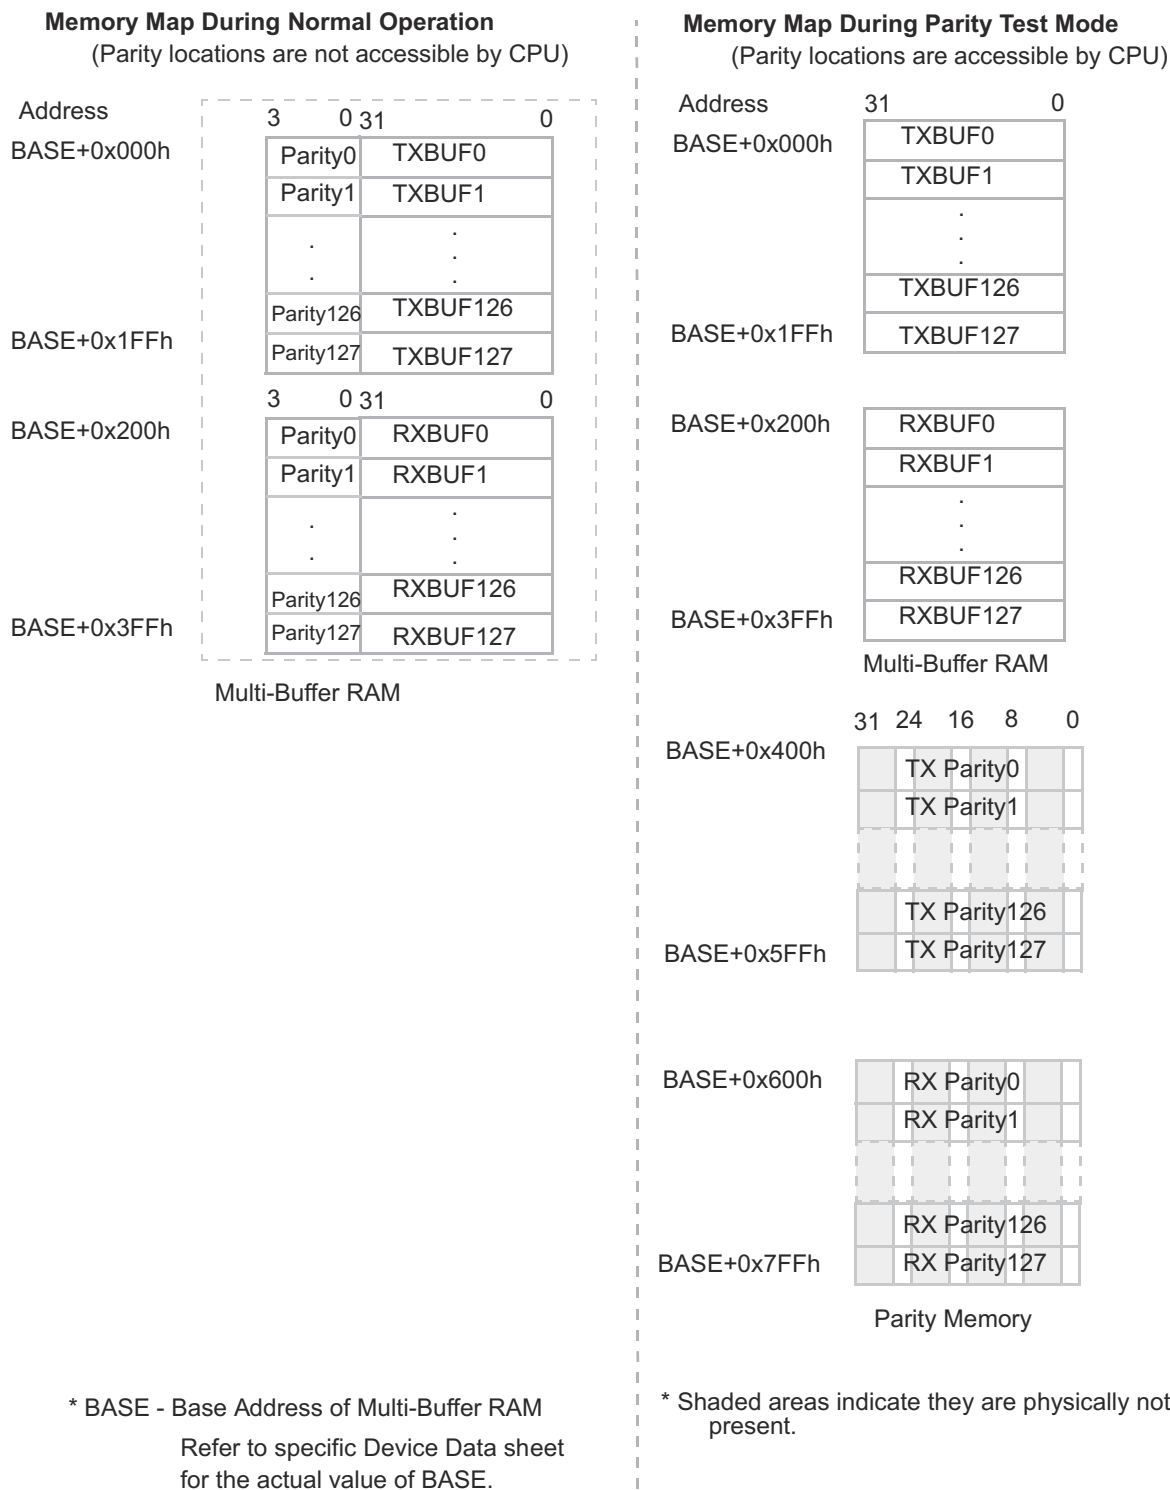 Memory Map During Normal Operation
(Parity locations are not accessible by CPU)
Address
3 0 31 0
BASE+0x000h Parity0 TXBUF0
Parity1 TXBUF1
. .
. .
.
Parity126 TXBUF126
BASE+0x1FFh Parity127 TXBUF127
3 0 31 0
BASE+0x200h Parity0 RXBUF0
Parity1 RXBUF1
. .
. .
.
Parity126 RXBUF126
BASE+0x3FFh Parity127 RXBUF127
Multi-Buffer RAM
* BASE - Base Address of Multi-Buffer RAM
Refer to specific Device Data sheet
for the actual value of BASE.
Memory Map During Parity Test Mode
(Parity locations are accessible by CPU)
Address 31 0
BASE+0x000h TXBUF0
TXBUF1
.
.
.
TXBUF126
BASE+0x1FFh TXBUF127
BASE+0x200h RXBUF0
RXBUF1
.
.
.
RXBUF126
BASE+0x3FFh RXBUF127
Multi-Buffer RAM
31 24 16 8 0
BASE+0x400h TX Parity0
TX Parity1
TX Parity126
BASE+0x5FFh TX Parity127
BASE+0x600h RX Parity0
RX Parity1
RX Parity126
BASE+0x7FFh RX Parity127
Parity Memory
* Shaded areas indicate they are physically not
present.